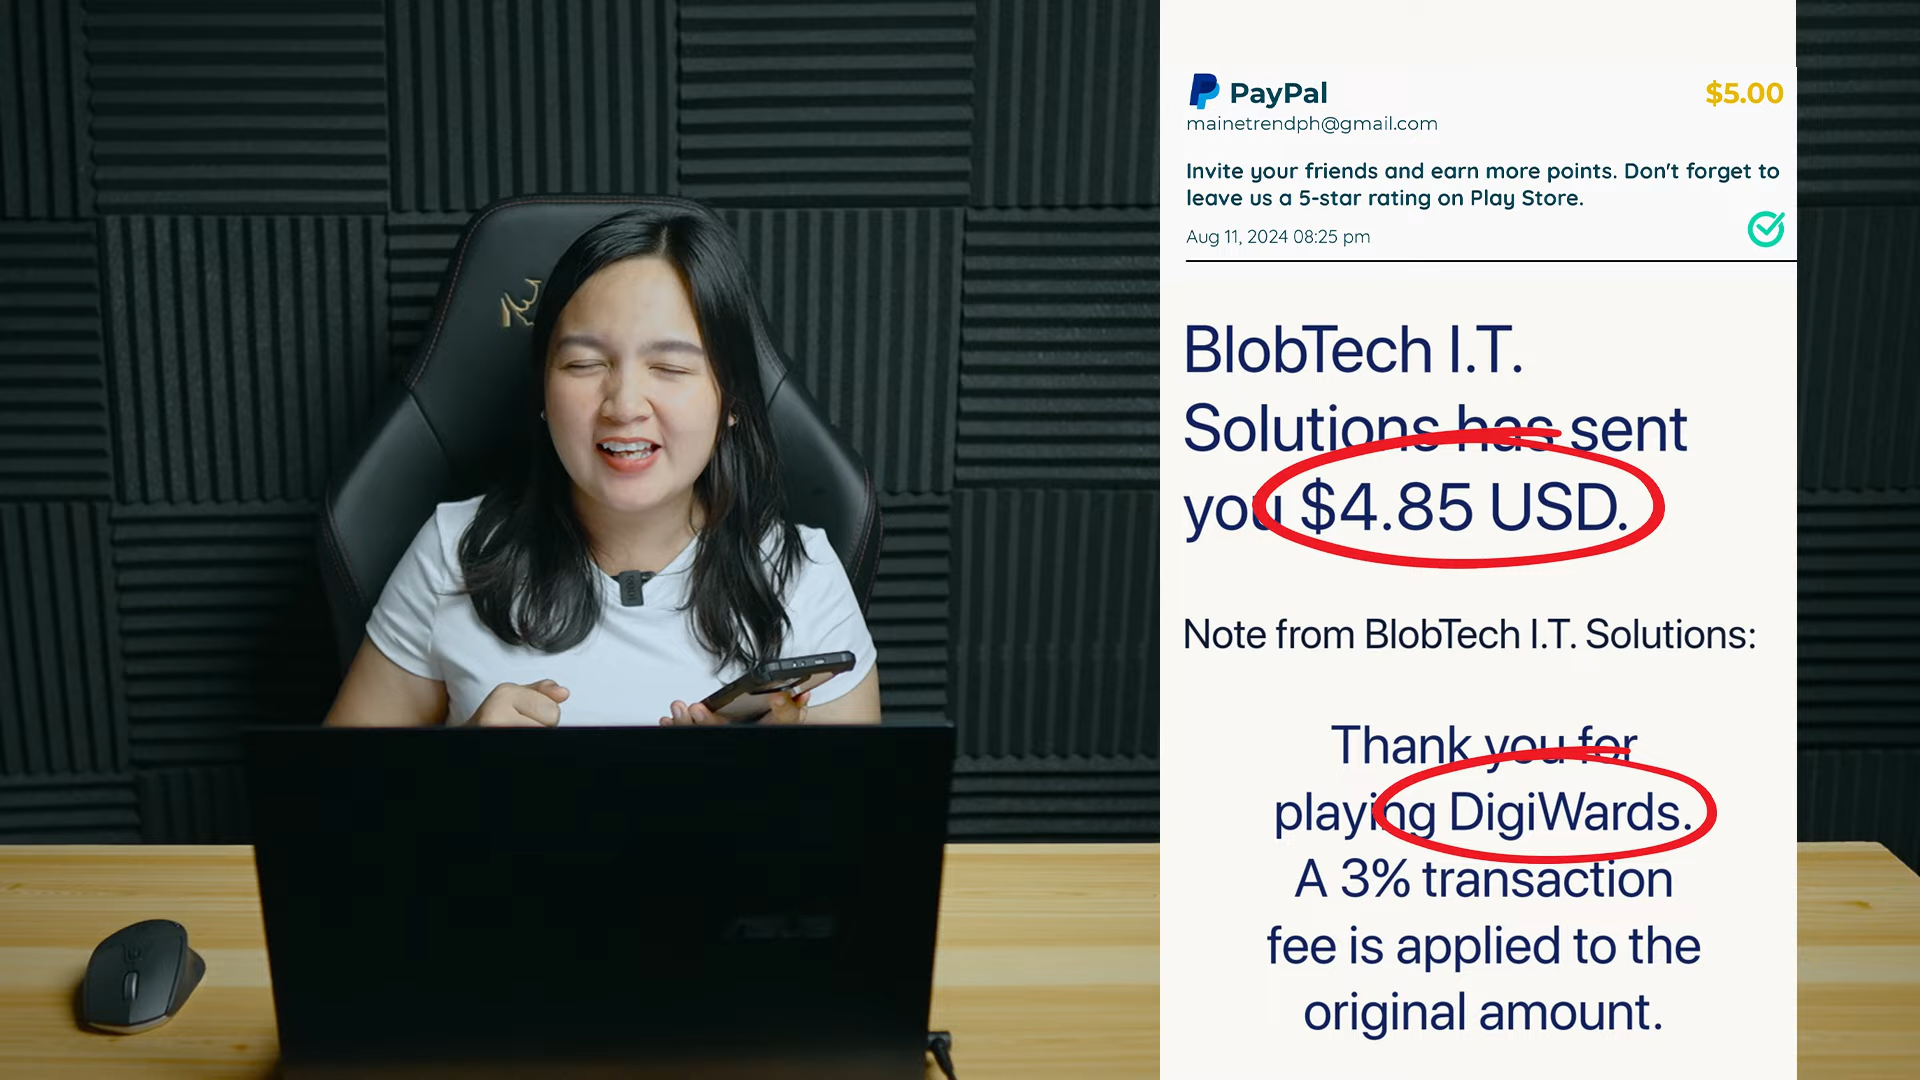 PayPal
$5.00
mainetrendph@gmail.com
Invite your friends and earn more points. Don't forget to
leave us a 5-star rating on Play Store.
Aug 11, 2024 08:25 pm
BlobTech I.T.
Solutions has sent
you $4.85 USD.
Note from BlobTech I.T. Solutions:
Thank you for
playing DigiWards.
A 3% transaction
fee is applied to the
original amount.
ASUS